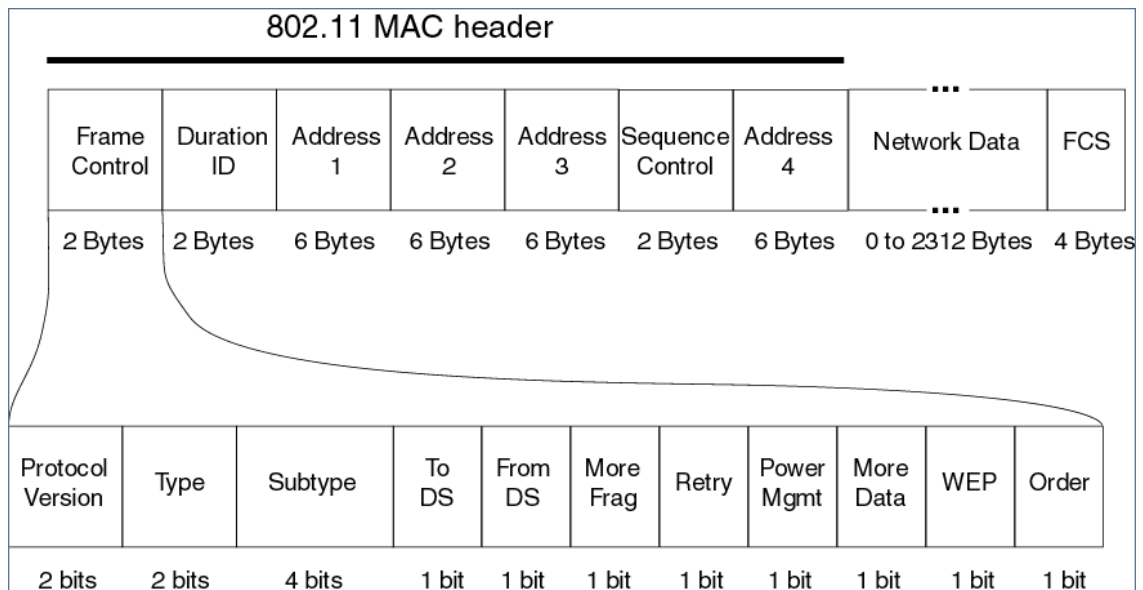 802.11 MAC header
...
Frame Control
Duration ID
Address 1
Address 2
Address 3
Sequence Control
Address 4
Network Data
FCS
...
2 Bytes
2 Bytes
6 Bytes
6 Bytes
6 Bytes
2 Bytes
6 Bytes
0 to 2312 Bytes
4 Bytes
Protocol Version
Type
Subtype
To DS
From DS
More Frag
Retry
Power Mgmt
More Data
WEP
Order
2 bits
2 bits
4 bits
1 bit
1 bit
1 bit
1 bit
1 bit
1 bit
1 bit
1 bit